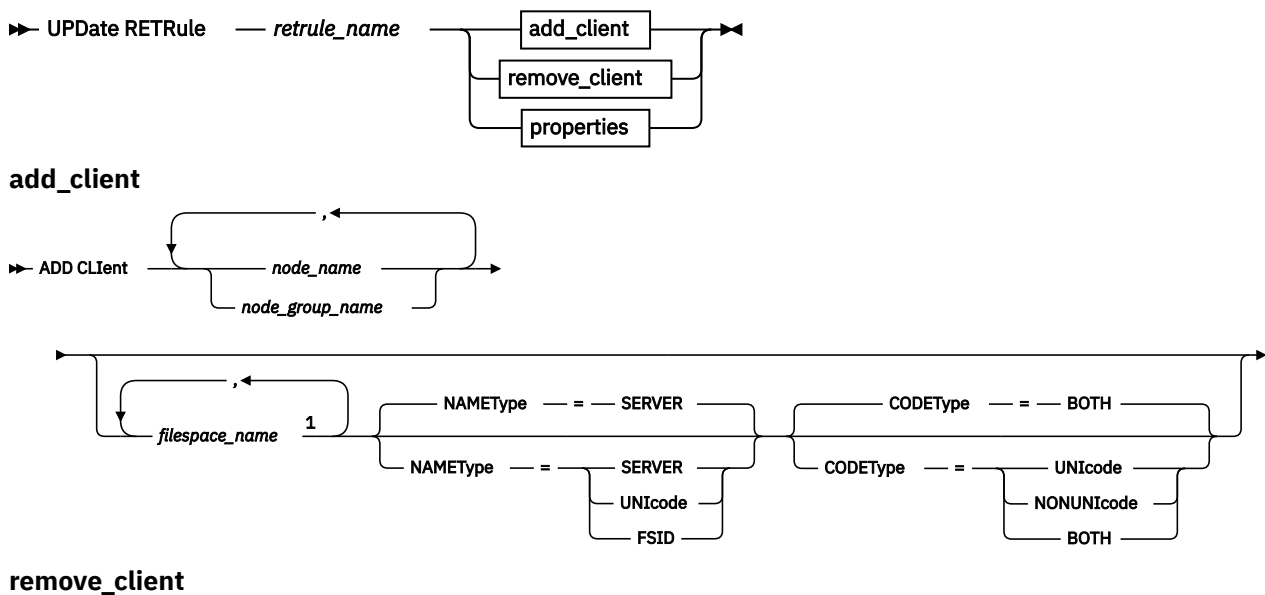 UPDate RETRule retrule_name add_client
remove_client
properties
add_client
,
ADD CLIent node_name
node_group_name
,
NAMEType = SERVER CODEType = BOTH
filespace_name 1
NAMEType = SERVER CODEType = UNIcode
UNIcode NONUNIcode
FSID BOTH
remove_client